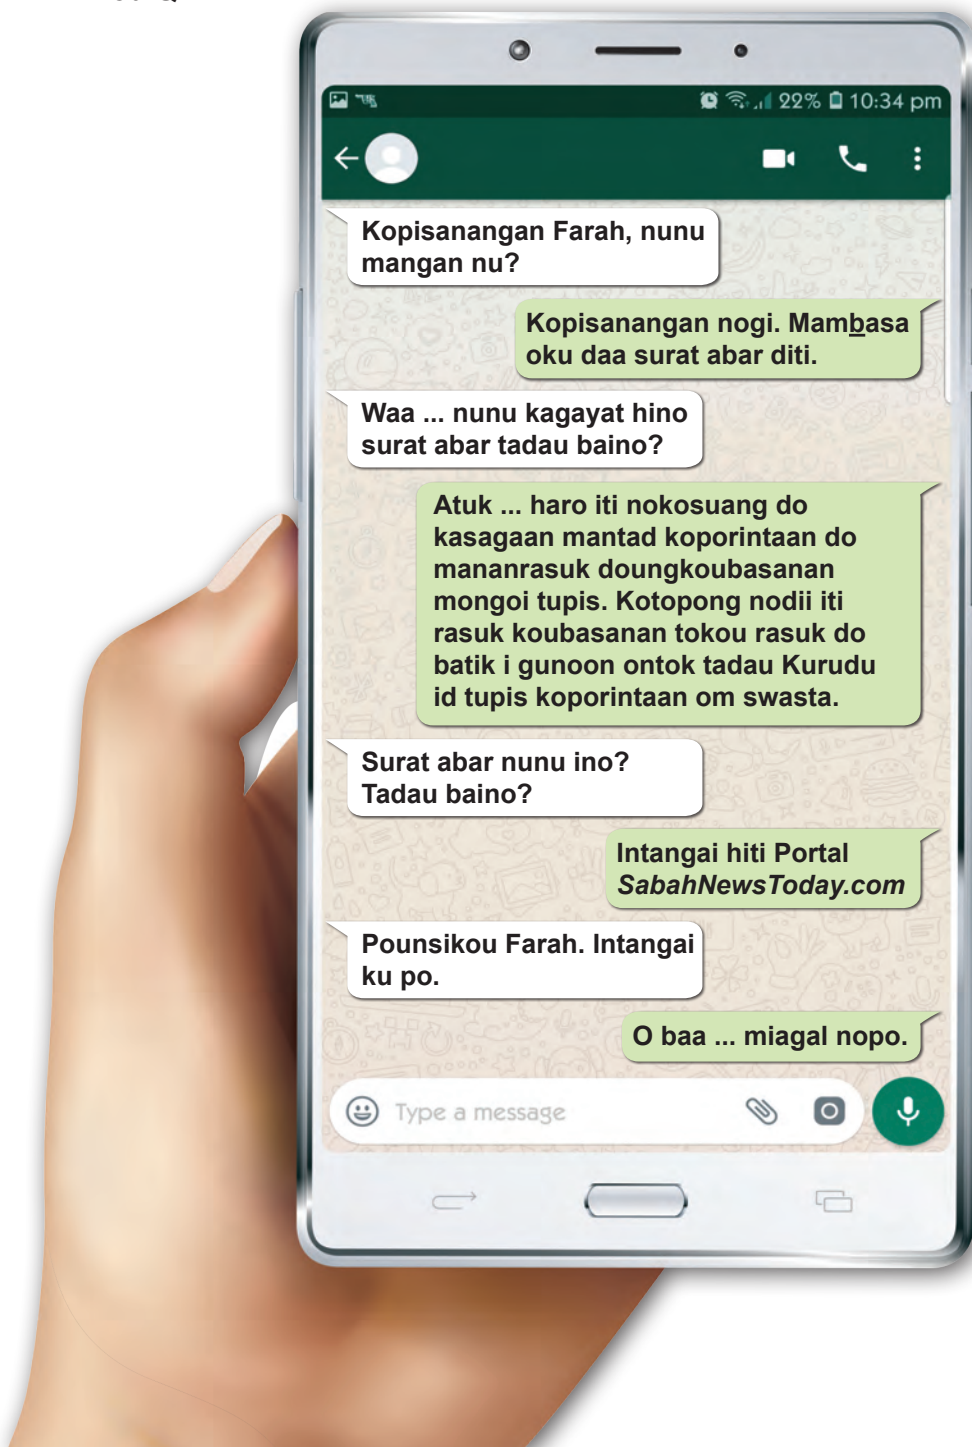 22% 10:34 pm
Kopisanangan Farah, nunu
mangan nu?
Kopisanangan nogi. Mambasa
oku daa surat abar diti.
Waa ... nunu kagayat hino
surat abar tadau baino?
Atuk ... haro iti nokosuang do
kasagaan mantad koporintaan do
mananrasuk doungkoubasanan
mongoi tupis. Kotopong nodii iti
rasuk koubasanan tokou rasuk do
batik i gunoon ontok tadau Kurudu
id tupis koporintaan om swasta.
Surat abar nunu ino?
Tadau baino?
Intangai hiti Portal
SabahNewsToday.com
Pounsikou Farah. Intangai
ku po.
O baa ... miagal nopo.
Type a message